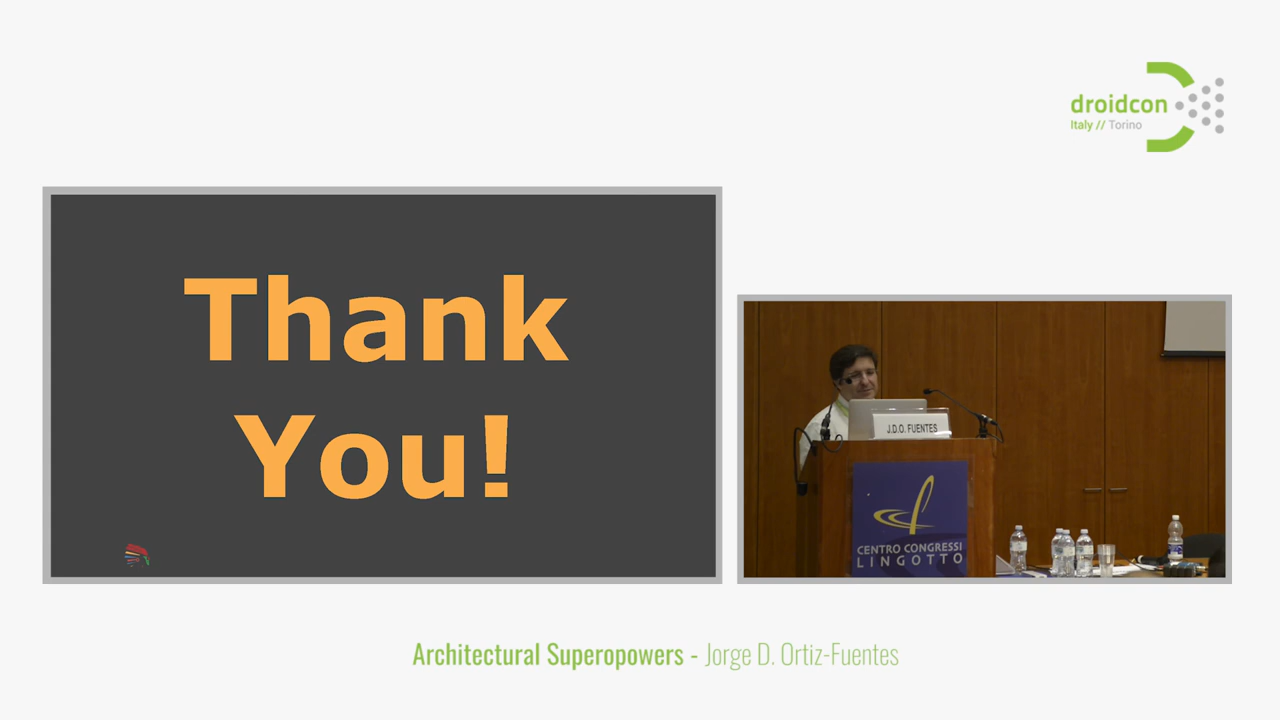 droidcon
Italy // Torino
Thank
You!
J.D.O. FUENTES
CENTRO CONGRESSI
LINGOTTO
Architectural Superopowers - Jorge D. Ortiz-Fuentes